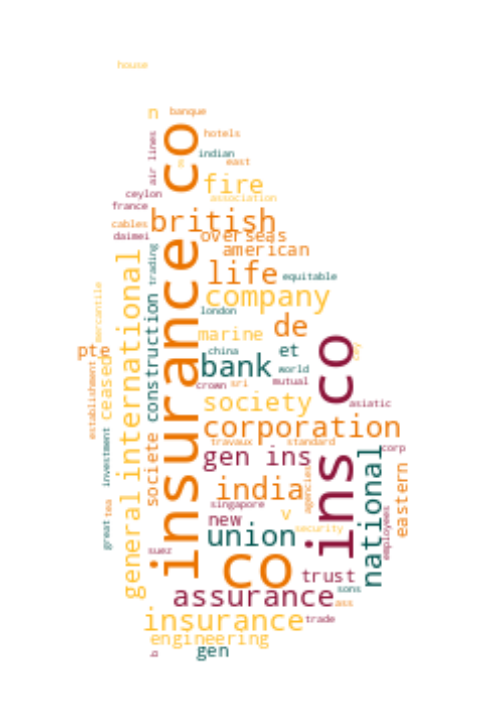 house
n
banque
insurance co
hotels
air lines
indian
g
east
fire
ceylon
association
france
british
cables
overseas
daimei
american
trading
life
equitable
general international
mercantile
company
london
de
construction
marine
ins co
pte
china
et
bank
world
ceased
crown
sri
mutual
establishment
society
asiatic
corporation
societe
travaux
standard
corp
investment
gen ins
national
india
agencies
eastern
great
tea
singapore
new
v
security
union
employees
suez
co
trust
assurance
sons
ass
insurance
trade
engineering
gen